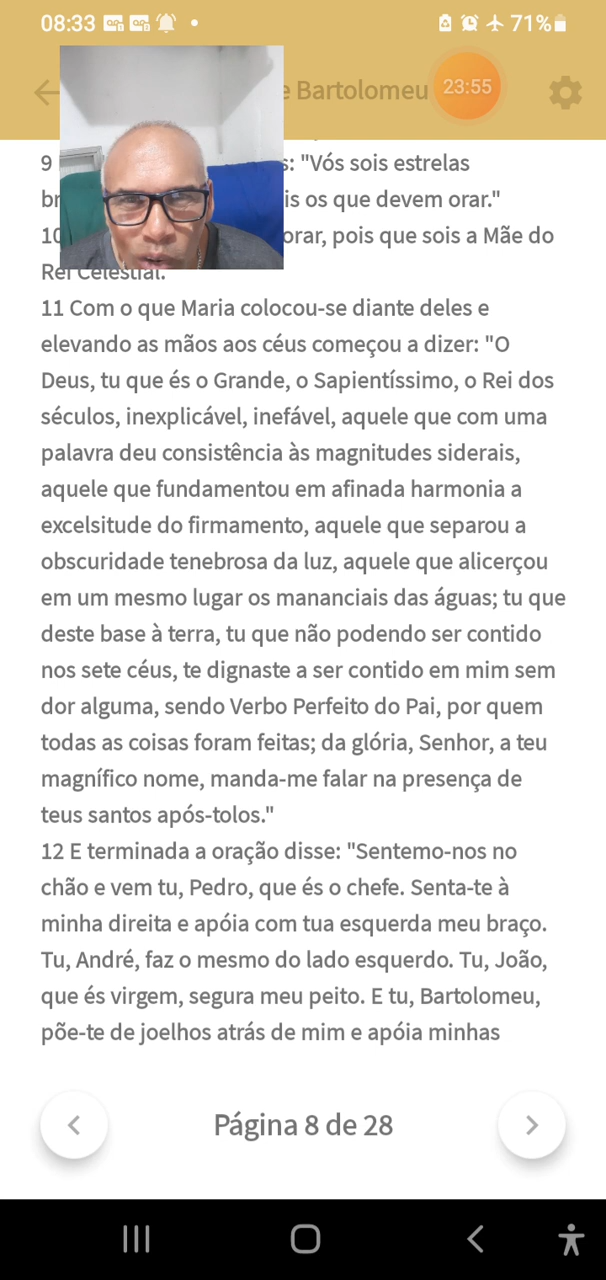 08:33 71%
e Bartolomeu 23:55
9 s: "Vós sois estrelas
br is os que devem orar."
10 orar, pois que sois a Mãe do
Rei Celestial.
11 Com o que Maria colocou-se diante deles e
elevando as mãos aos céus começou a dizer: "O
Deus, tu que és o Grande, o Sapientíssimo, o Rei dos
séculos, inexplicável, inefável, aquele que com uma
palavra deu consistência às magnitudes siderais,
aquele que fundamentou em afinada harmonia a
excelsitude do firmamento, aquele que separou a
obscuridade tenebrosa da luz, aquele que alicerçou
em um mesmo lugar os mananciais das águas; tu que
deste base à terra, tu que não podendo ser contido
nos sete céus, te dignaste a ser contido em mim sem
dor alguma, sendo Verbo Perfeito do Pai, por quem
todas as coisas foram feitas; da glória, Senhor, a teu
magnífico nome, manda-me falar na presença de
teus santos após-tolos."
12 E terminada a oração disse: "Sentemo-nos no
chão e vem tu, Pedro, que és o chefe. Senta-te à
minha direita e apóia com tua esquerda meu braço.
Tu, André, faz o mesmo do lado esquerdo. Tu, João,
que és virgem, segura meu peito. E tu, Bartolomeu,
põe-te de joelhos atrás de mim e apóia minhas
Página 8 de 28